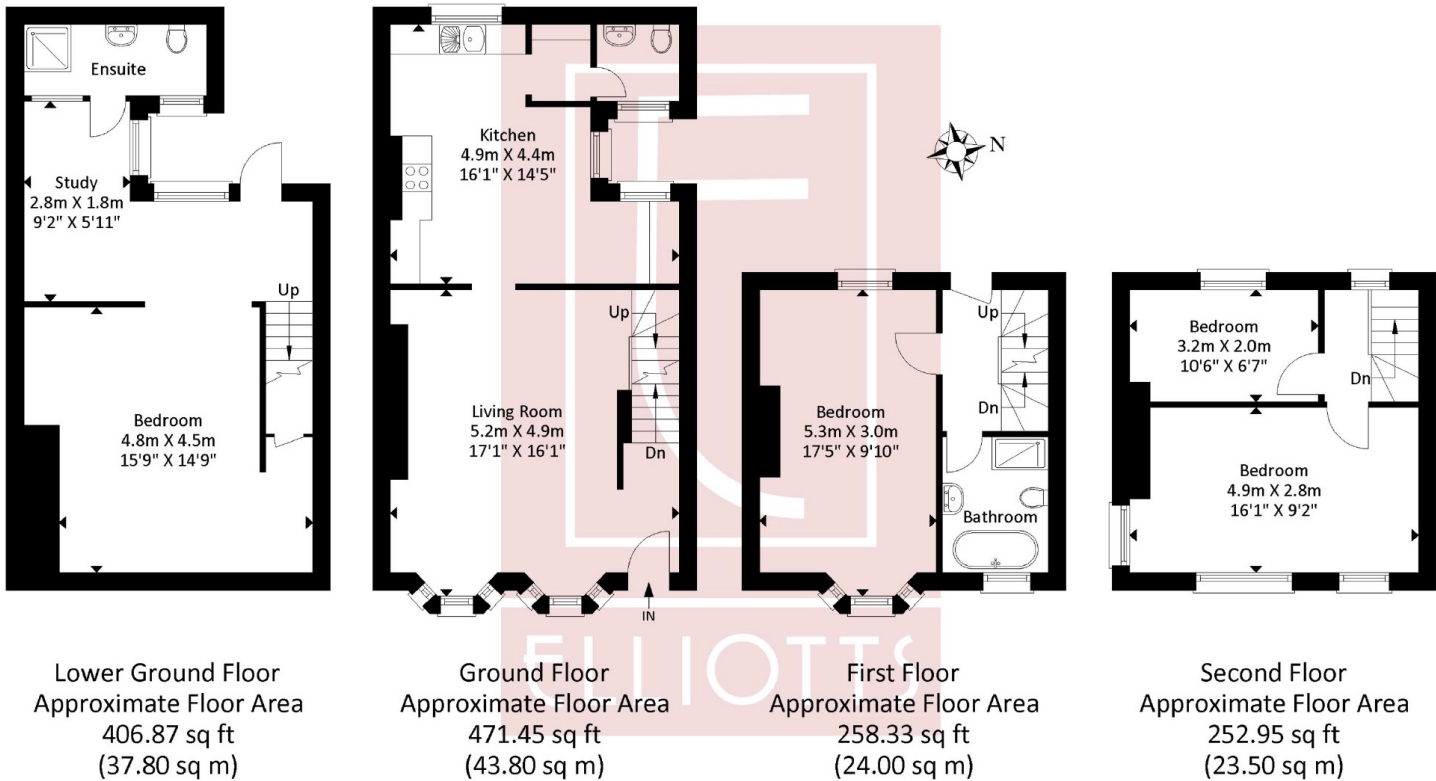 Ensuite
Study
2.8m X 1.8m
9'2" X 5'11"
Up
Bedroom
4.8m X 4.5m
15'9" X 14'9"
Lower Ground Floor
Approximate Floor Area
406.87 sq ft
(37.80 sq m)
Kitchen
4.9m X 4.4m
16'1" X 14'5"
Up
Living Room
5.2m X 4.9m
17'1" X 16'1"
Dn
IN
Ground Floor
Approximate Floor Area
471.45 sq ft
(43.80 sq m)
N
Up
Dn
Bedroom
5.3m X 3.0m
17'5" X 9'10"
Bathroom
First Floor
Approximate Floor Area
258.33 sq ft
(24.00 sq m)
Bedroom
3.2m X 2.0m
10'6" X 6'7"
Dn
Bedroom
4.9m X 2.8m
16'1" X 9'2"
Second Floor
Approximate Floor Area
252.95 sq ft
(23.50 sq m)
ELLIOTTS